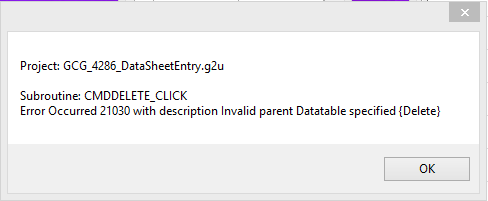 Project: GCG_4286_DataSheetEntry.g2u
Subroutine: CMDDELETE_CLICK
Error Occurred 21030 with description Invalid parent Datatable specified {Delete}
OK